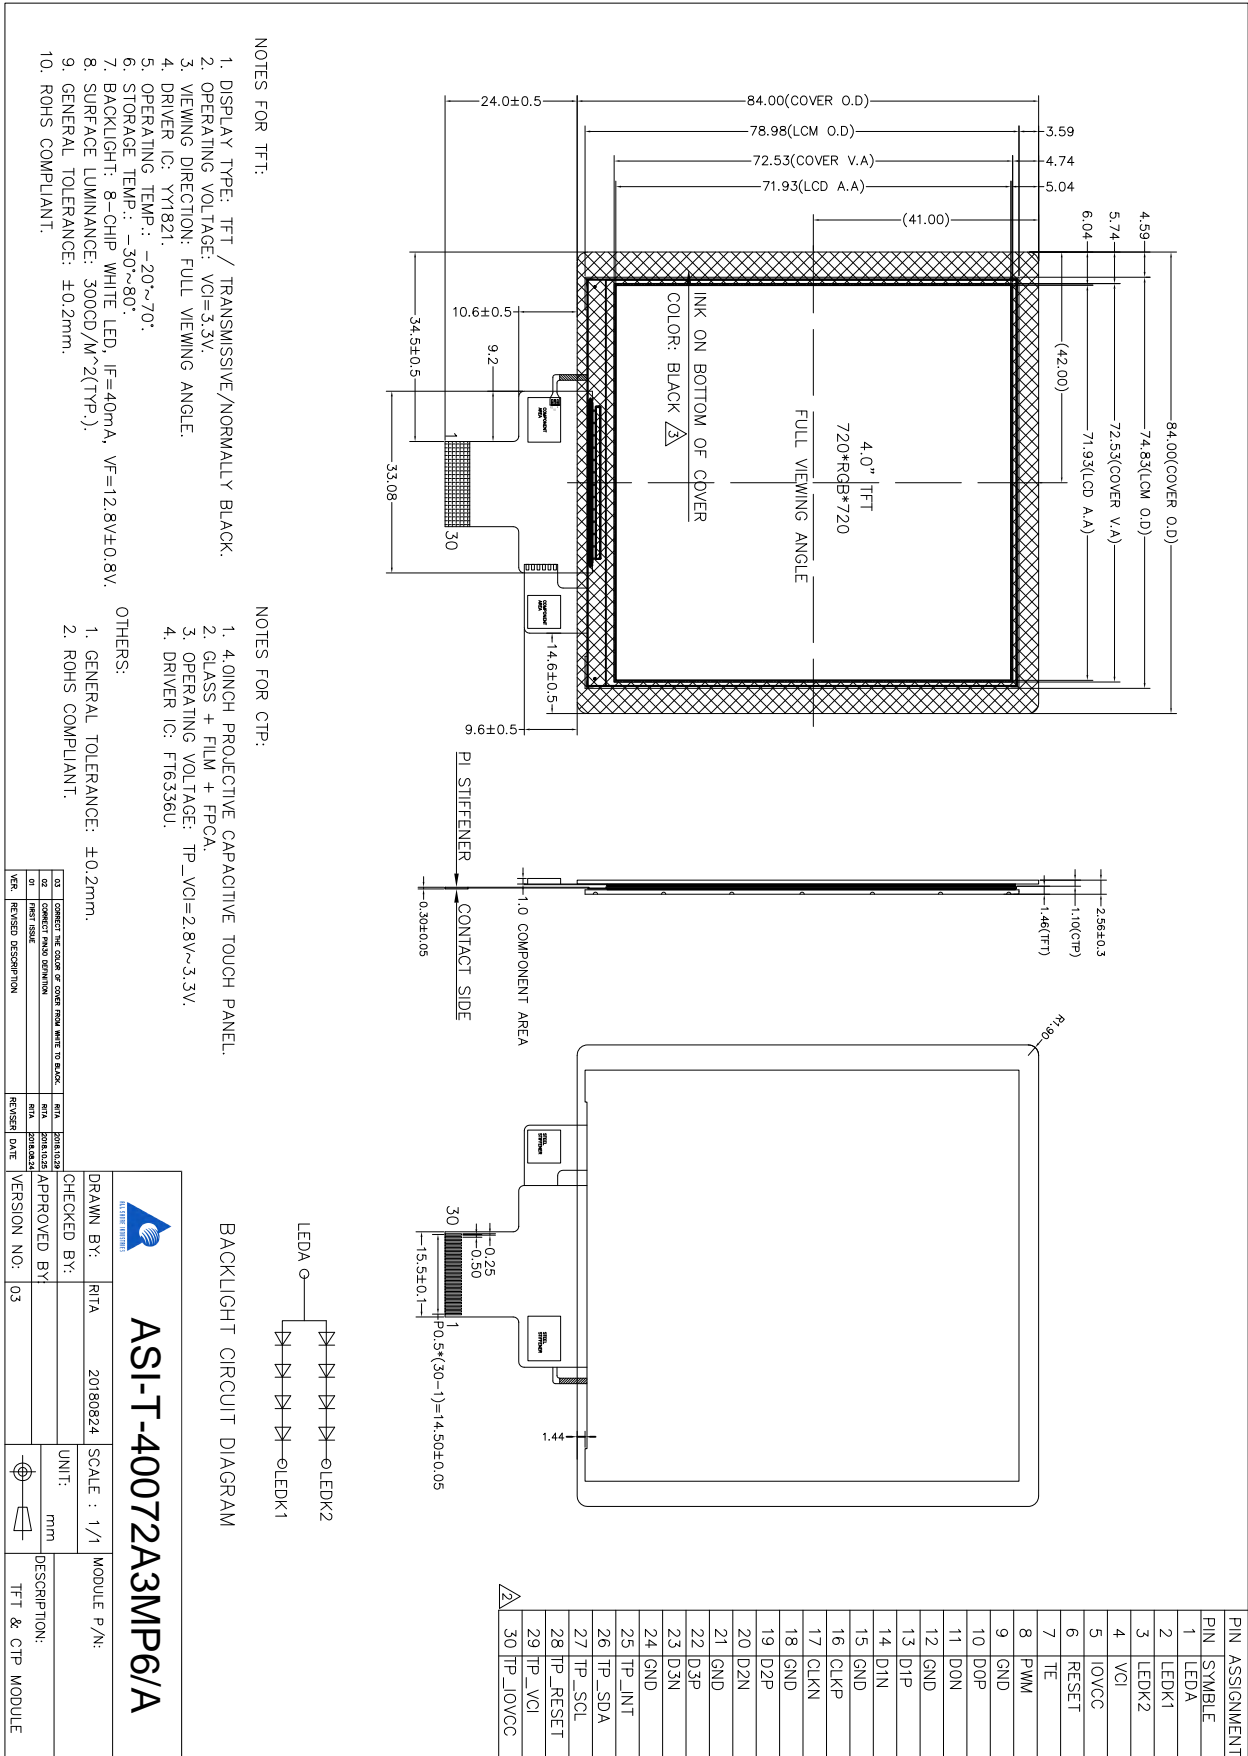 84.00(COVER O.D)
4.59
74.83(LCM O.D)
5.74
72.53(COVER V.A)
6.04
71.93(LCD A.A)
(42.00)
84.00(COVER O.D)
78.98(LCM O.D)
3.59
72.53(COVER V.A)
4.74
71.93(LCD A.A)
5.04
(41.00)
24.0±0.5
4.0" TFT
720*RGB*720
FULL VIEWING ANGLE
INK ON BOTTOM OF COVER
COLOR: BLACK 3
10.6±0.5
9.2
34.5±0.5
33.08
1
30
COMPONENT AREA
COMPONENT AREA
14.6±0.5
9.6±0.5
2.56±0.3
1.10(CTP)
1.46(TFT)
1.0 COMPONENT AREA
PI STIFFENER
CONTACT SIDE
0.30±0.05
R1.90
STEEL STIFFENER
STEEL STIFFENER
30
1
0.25
0.50
15.5±0.1
P0.5*(30-1)=14.50±0.05
1.44
PIN ASSIGNMENT
PIN SYMBLE
1 LEDA
2 LEDK1
3 LEDK2
4 VCI
5 IOVCC
6 RESET
7 TE
8 PWM
9 GND
10 D0P
11 D0N
12 GND
13 D1P
14 D1N
15 GND
16 CLKP
17 CLKN
18 GND
19 D2P
20 D2N
21 GND
22 D3P
23 D3N
24 GND
25 TP_INT
26 TP_SDA
27 TP_SCL
28 TP_RESET
29 TP_VCI
30 TP_IOVCC
2
LEDA
LEDK2
LEDK1
BACKLIGHT CIRCUIT DIAGRAM
NOTES FOR TFT:
1. DISPLAY TYPE: TFT / TRANSMISSIVE/NORMALLY BLACK.
2. OPERATING VOLTAGE: VCI=3.3V.
3. VIEWING DIRECTION: FULL VIEWING ANGLE.
4. DRIVER IC: YY1821.
5. OPERATING TEMP.: -20°~70°.
6. STORAGE TEMP.: -30°~80°.
7. BACKLIGHT: 8-CHIP WHITE LED, IF=40mA, VF=12.8V±0.8V.
8. SURFACE LUMINANCE: 300CD/M^2(TYP.).
9. GENERAL TOLERANCE: ±0.2mm.
10. ROHS COMPLIANT.
NOTES FOR CTP:
1. 4.0INCH PROJECTIVE CAPACITIVE TOUCH PANEL.
2. GLASS + FILM + FPCA.
3. OPERATING VOLTAGE: TP_VCI=2.8V~3.3V.
4. DRIVER IC: FT6336U.
OTHERS:
1. GENERAL TOLERANCE: ±0.2mm.
2. ROHS COMPLIANT.
03 CORRECT THE COLOR OF COVER FROM WHITE TO BLACK. RITA 2018.10.29
02 CORRECT PIN30 DEFINITION RITA 2018.10.25
01 FIRST ISSUE RITA 2018.08.24
VER. REVISED DESCRIPTION REVISER DATE
ALL SHORE INDUSTRIES
ASI-T-40072A3MP6/A
DRAWN BY: RITA 20180824
CHECKED BY:
APPROVED BY:
VERSION NO: 03
SCALE : 1/1
UNIT: mm
MODULE P/N:
DESCRIPTION:
TFT & CTP MODULE